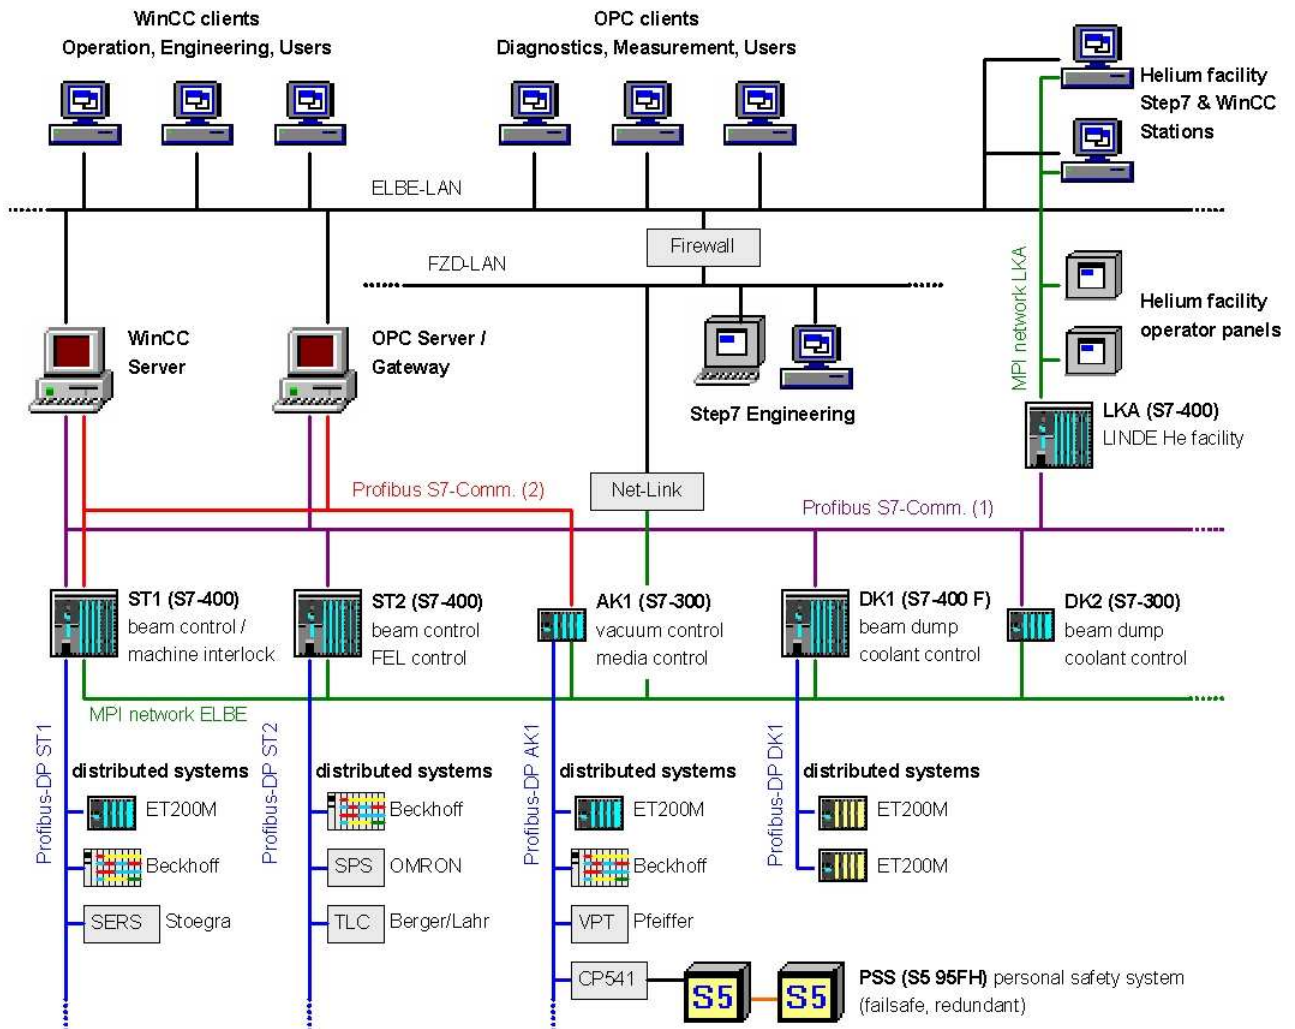 WinCC clients
Operation, Engineering, Users
OPC clients
Diagnostics, Measurement, Users
Helium facility
Step7 & WinCC
Stations
ELBE-LAN
Firewall
FZD-LAN
MPI network LKA
Helium facility
operator panels
WinCC
Server
OPC Server /
Gateway
Step7 Engineering
LKA (S7-400)
LINDE He facility
Profibus S7-Comm. (2)
Net-Link
Profibus S7-Comm. (1)
ST1 (S7-400)
beam control /
machine interlock
ST2 (S7-400)
beam control
FEL control
AK1 (S7-300)
vacuum control
media control
DK1 (S7-400 F)
beam dump
coolant control
DK2 (S7-300)
beam dump
coolant control
MPI network ELBE
Profibus-DP ST1
distributed systems
ET200M
Beckhoff
SERS Stoegra
Profibus-DP ST2
distributed systems
Beckhoff
SPS OMRON
TLC Berger/Lahr
Profibus-DP AK1
distributed systems
ET200M
Beckhoff
VPT Pfeiffer
CP541
S5 S5
PSS (S5 95FH) personal safety system
(failsafe, redundant)
Profibus-DP DK1
distributed systems
ET200M
ET200M